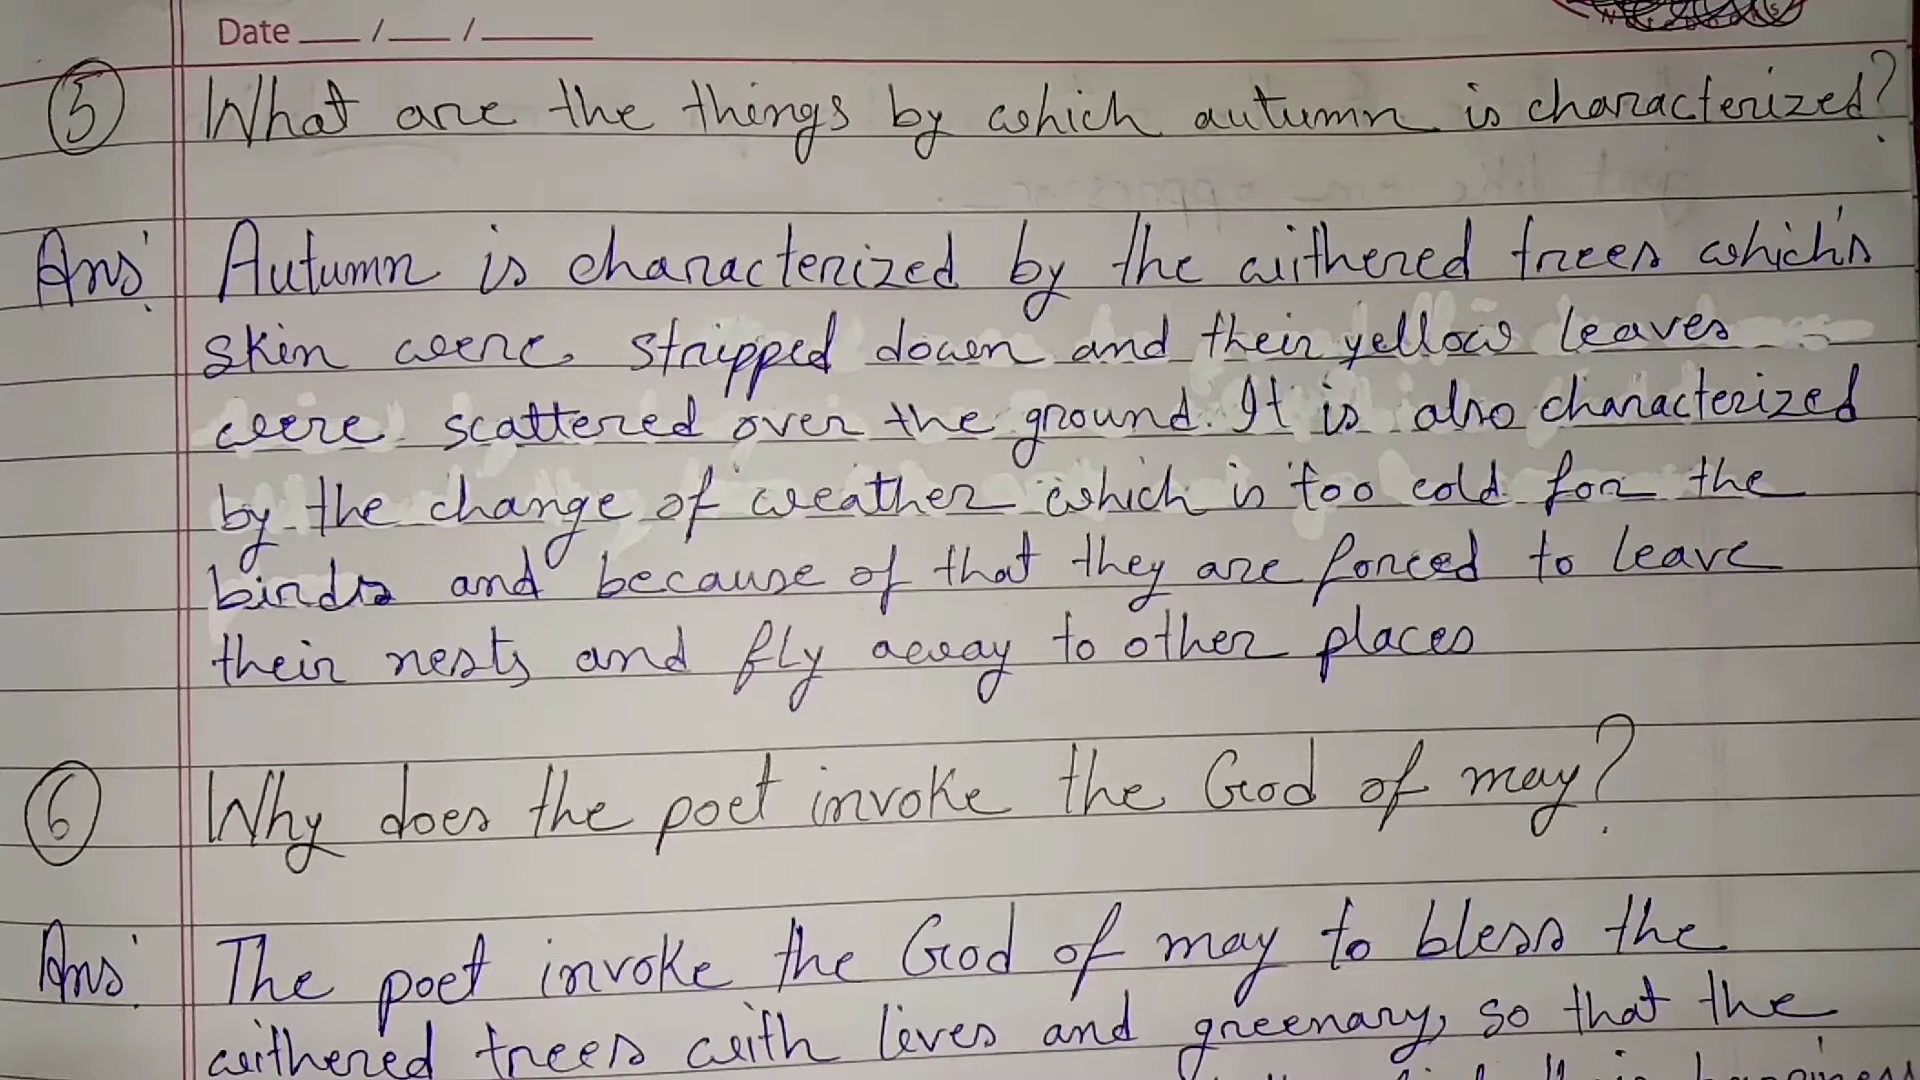 Date __/__/____
5 What are the things by which autumn is characterized?
Ans: Autumn is characterized by the withered trees which's
skin were stripped down and their yellow leaves
were scattered over the ground. It is also characterized
by the change of weather which is too cold for the
birds and because of that they are forced to leave
their nests and fly away to other places
6 Why does the poet invoke the God of may?
Ans: The poet invoke the God of may to bless the
withered trees with lives and greenary, so that the